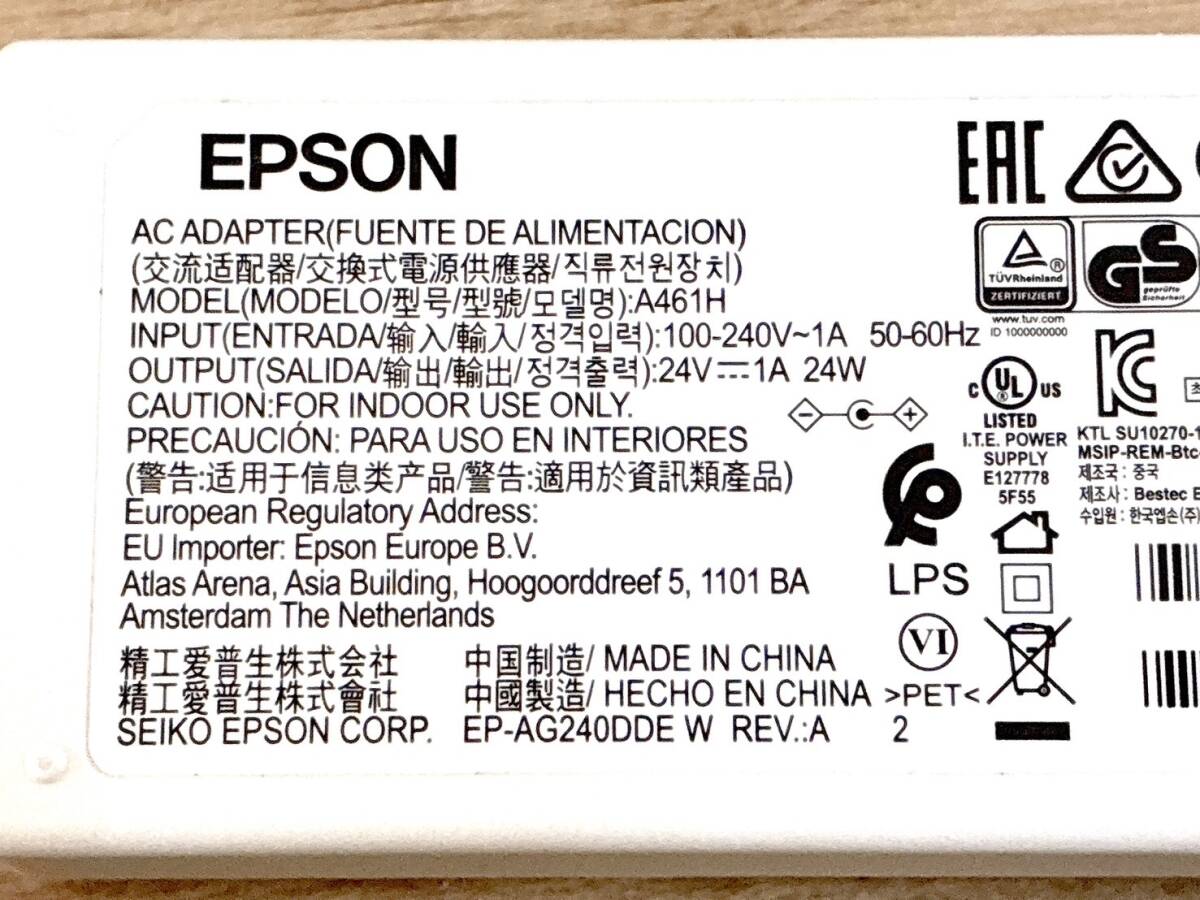 EPSON
AC ADAPTER(FUENTE DE ALIMENTACION)
(交流适配器/交換式電源供應器/직류전원장치)
MODEL(MODELO/型号/型號/모델명):A461H
INPUT(ENTRADA/输入/輸入/정격입력):100-240V~1A 50-60Hz
OUTPUT(SALIDA/输出/輸出/정격출력):24V⎓1A 24W
CAUTION:FOR INDOOR USE ONLY.
PRECAUCIÓN: PARA USO EN INTERIORES
(警告:适用于信息类产品/警告:適用於資訊類產品)
European Regulatory Address:
EU Importer: Epson Europe B.V.
Atlas Arena, Asia Building, Hoogoorddreef 5, 1101 BA
Amsterdam The Netherlands
精工爱普生株式会社 中国制造/ MADE IN CHINA
精工愛普生株式會社 中國製造/ HECHO EN CHINA >PET<
SEIKO EPSON CORP. EP-AG240DDE W REV.:A 2
EAC
TÜVRheinland
ZERTIFIZIERT
www.tuv.com
ID 1000000000
GS
geprüfte
Sicherheit
C UL US
®
LISTED
I.T.E. POWER
SUPPLY
E127778
5F55
KC
KTL SU10270-1
MSIP-REM-Btc
제조국 : 중국
제조사 : Bestec E
수입원 : 한국엡손(주)
LPS
VI